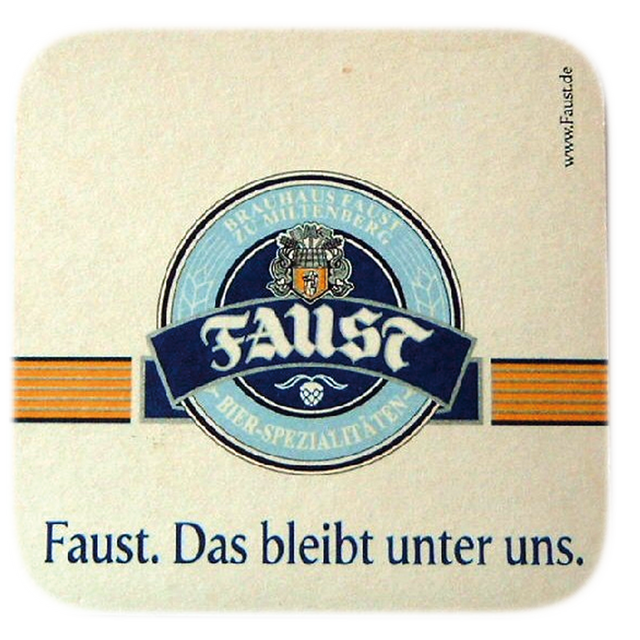 www.Faust.de
BRAUHAUS FAUST
ZU MILTENBERG
FAUST
BIER-SPEZIALITÄTEN
Faust. Das bleibt unter uns.